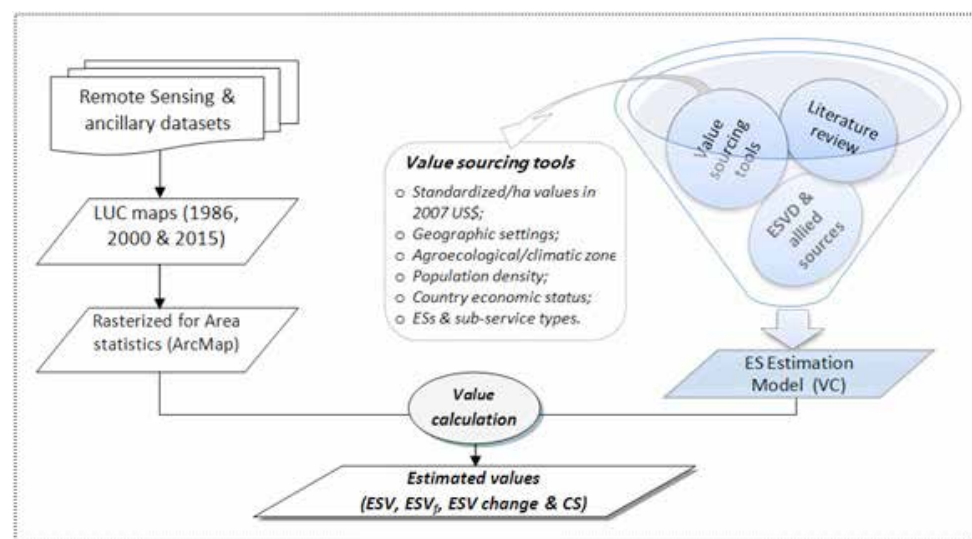 Remote Sensing &
ancillary datasets
LUC maps (1986,
2000 & 2015)
Rasterized for Area
statistics (ArcMap)
Value sourcing tools
o Standardized/ha values in
2007 US$;
o Geographic settings;
o Agroecological/climatic zone
o Population density;
o Country economic status;
o ESs & sub-service types.
Value
sourcing
tools
Literature
review
ESVD &
allied
sources
ES Estimation
Model (VC)
Value
calculation
Estimated values
(ESV, ESVf, ESV change & CS)